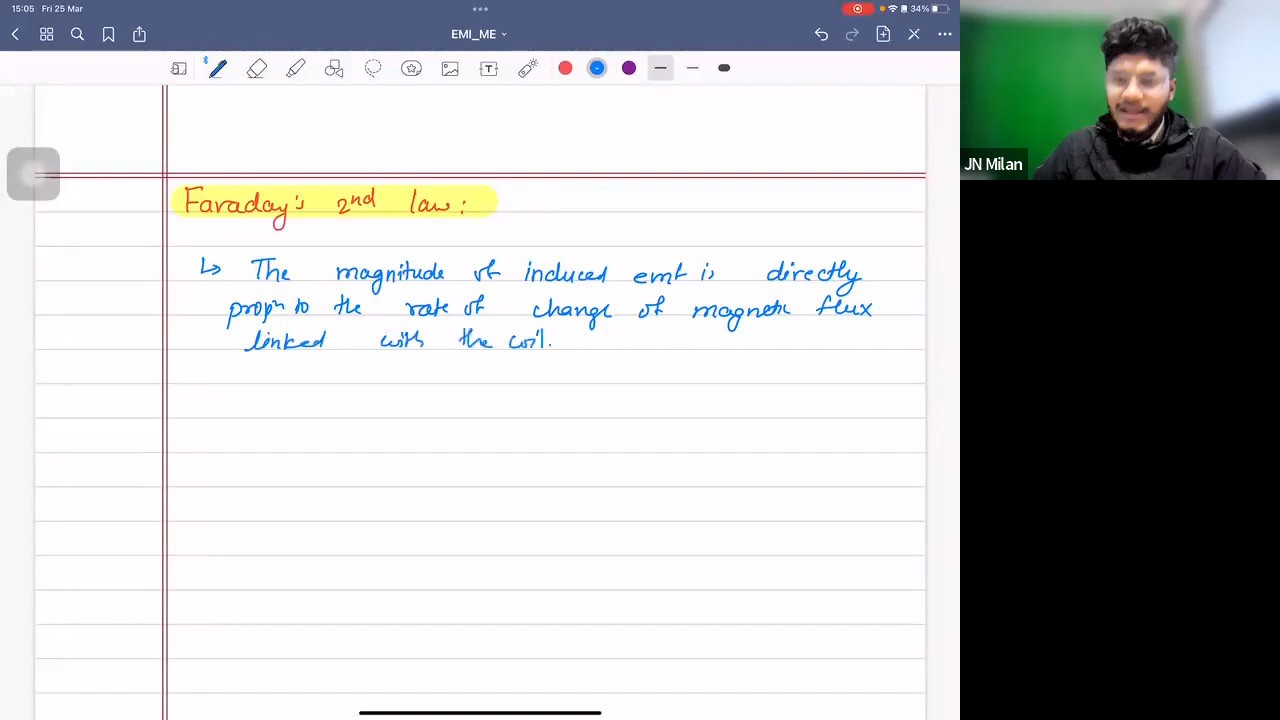 15:05 Fri 25 Mar
34%
EMI_ME
JN Milan
Faraday's 2nd law:
↳ The magnitude of induced emf is directly
propn to the rate of change of magnetic flux
linked with the coil.